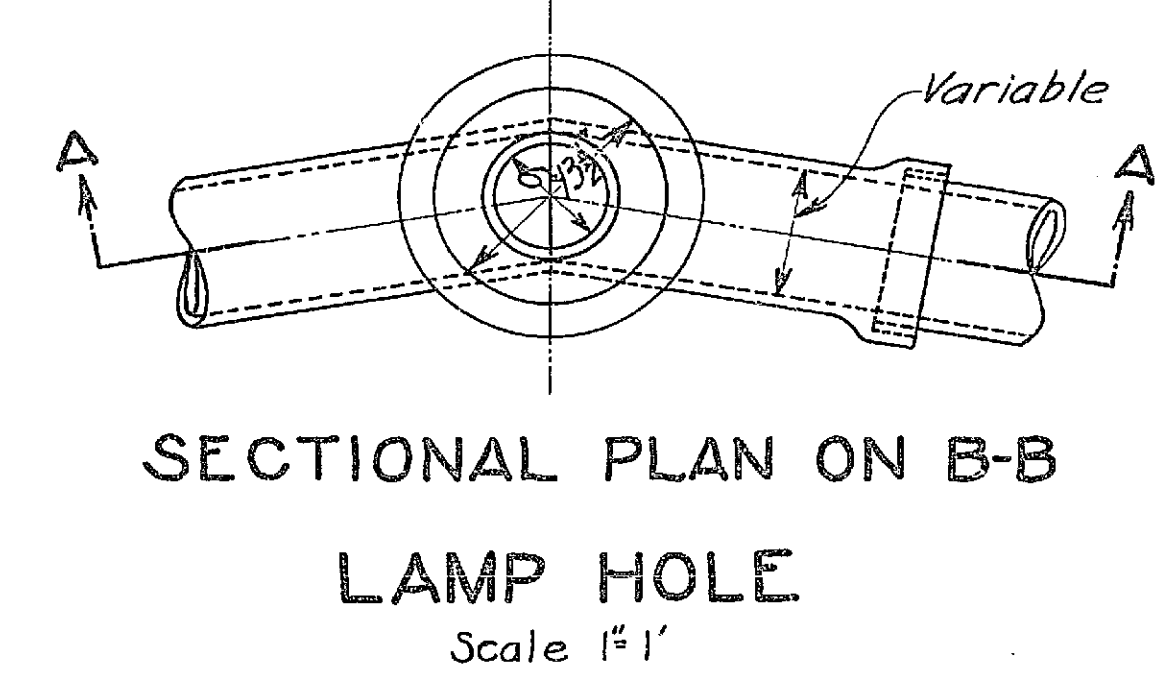 Variable
A
A
SECTIONAL PLAN ON B-B
LAMP HOLE
Scale 1"=1'